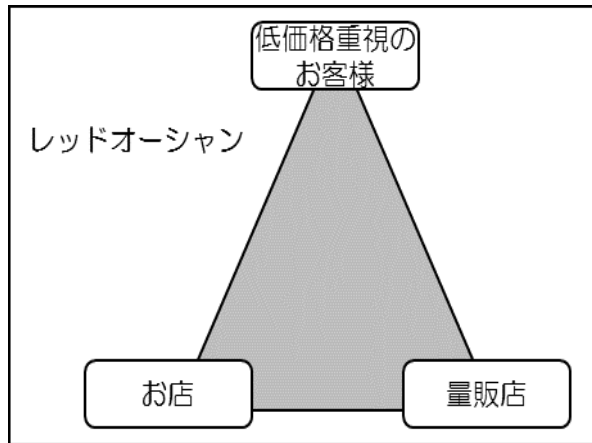 低価格重視の
お客様
レッドオーシャン
お店
量販店